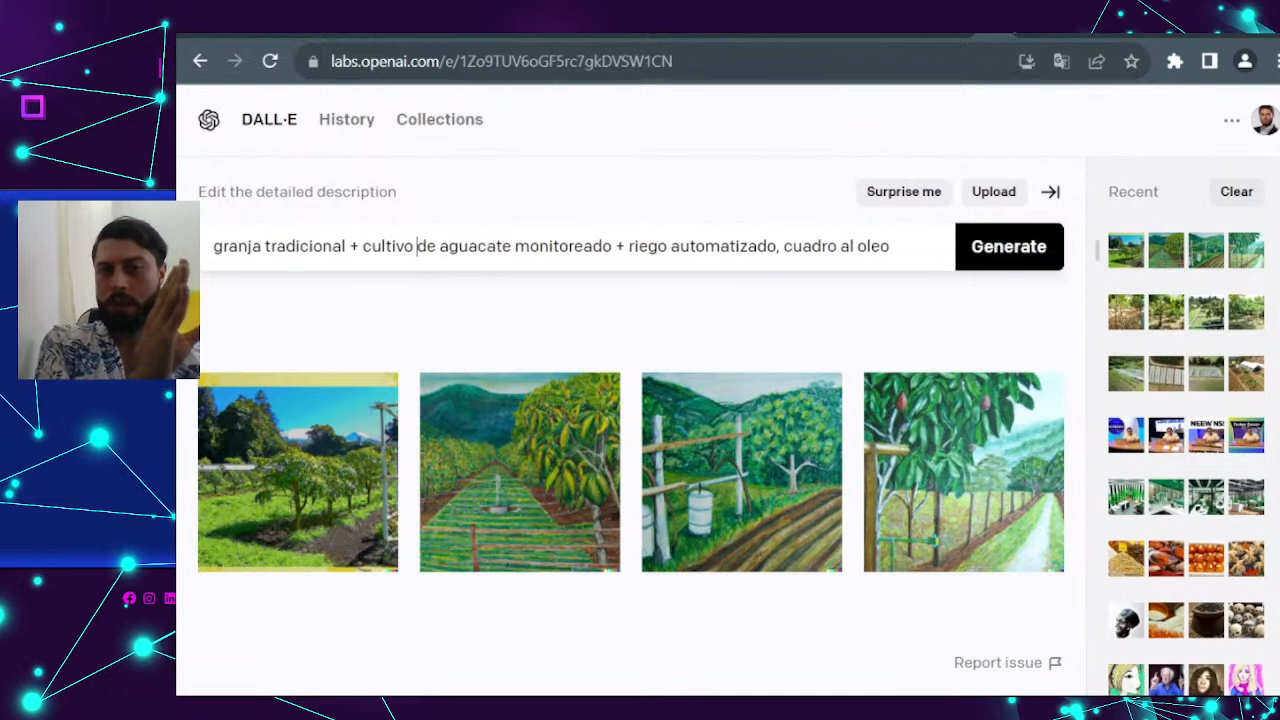 labs.openai.com/e/1Zo9TUV6oGF5rc7gkDVSW1CN
DALL·E History Collections
Edit the detailed description
Surprise me
Upload
Recent
Clear
granja tradicional + cultivo de aguacate monitoreado + riego automatizado, cuadro al oleo
Generate
Report issue